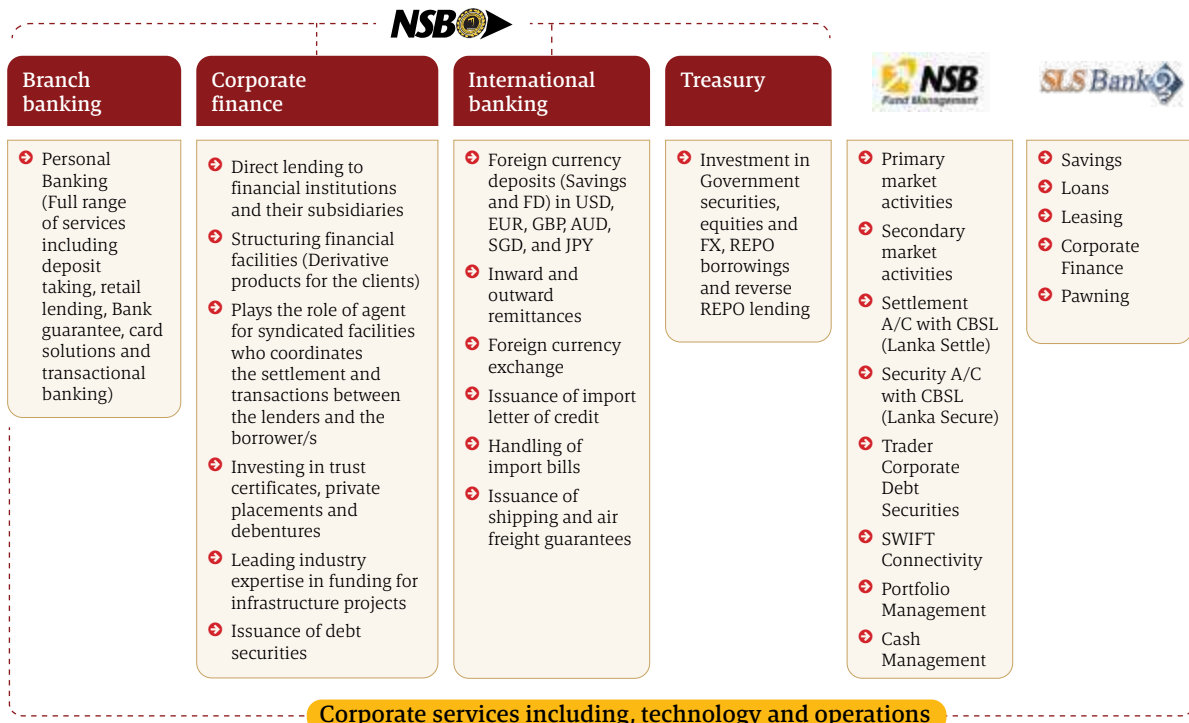 NSB
Branch
banking
Corporate
finance
International
banking
Treasury
NSB
Fund Management
SLS Bank
Personal
Banking
(Full range
of services
including
deposit
taking, retail
lending, Bank
guarantee, card
solutions and
transactional
banking)
Direct lending to
financial institutions
and their subsidiaries
Structuring financial
facilities (Derivative
products for the clients)
Plays the role of agent
for syndicated facilities
who coordinates
the settlement and
transactions between
the lenders and the
borrower/s
Investing in trust
certificates, private
placements and
debentures
Leading industry
expertise in funding for
infrastructure projects
Issuance of debt
securities
Foreign currency
deposits (Savings
and FD) in USD,
EUR, GBP, AUD,
SGD, and JPY
Inward and
outward
remittances
Foreign currency
exchange
Issuance of import
letter of credit
Handling of
import bills
Issuance of
shipping and air
freight guarantees
Investment in
Government
securities,
equities and
FX, REPO
borrowings
and reverse
REPO lending
Primary
market
activities
Secondary
market
activities
Settlement
A/C with CBSL
(Lanka Settle)
Security A/C
with CBSL
(Lanka Secure)
Trader
Corporate
Debt
Securities
SWIFT
Connectivity
Portfolio
Management
Cash
Management
Savings
Loans
Leasing
Corporate
Finance
Pawning
Corporate services including, technology and operations